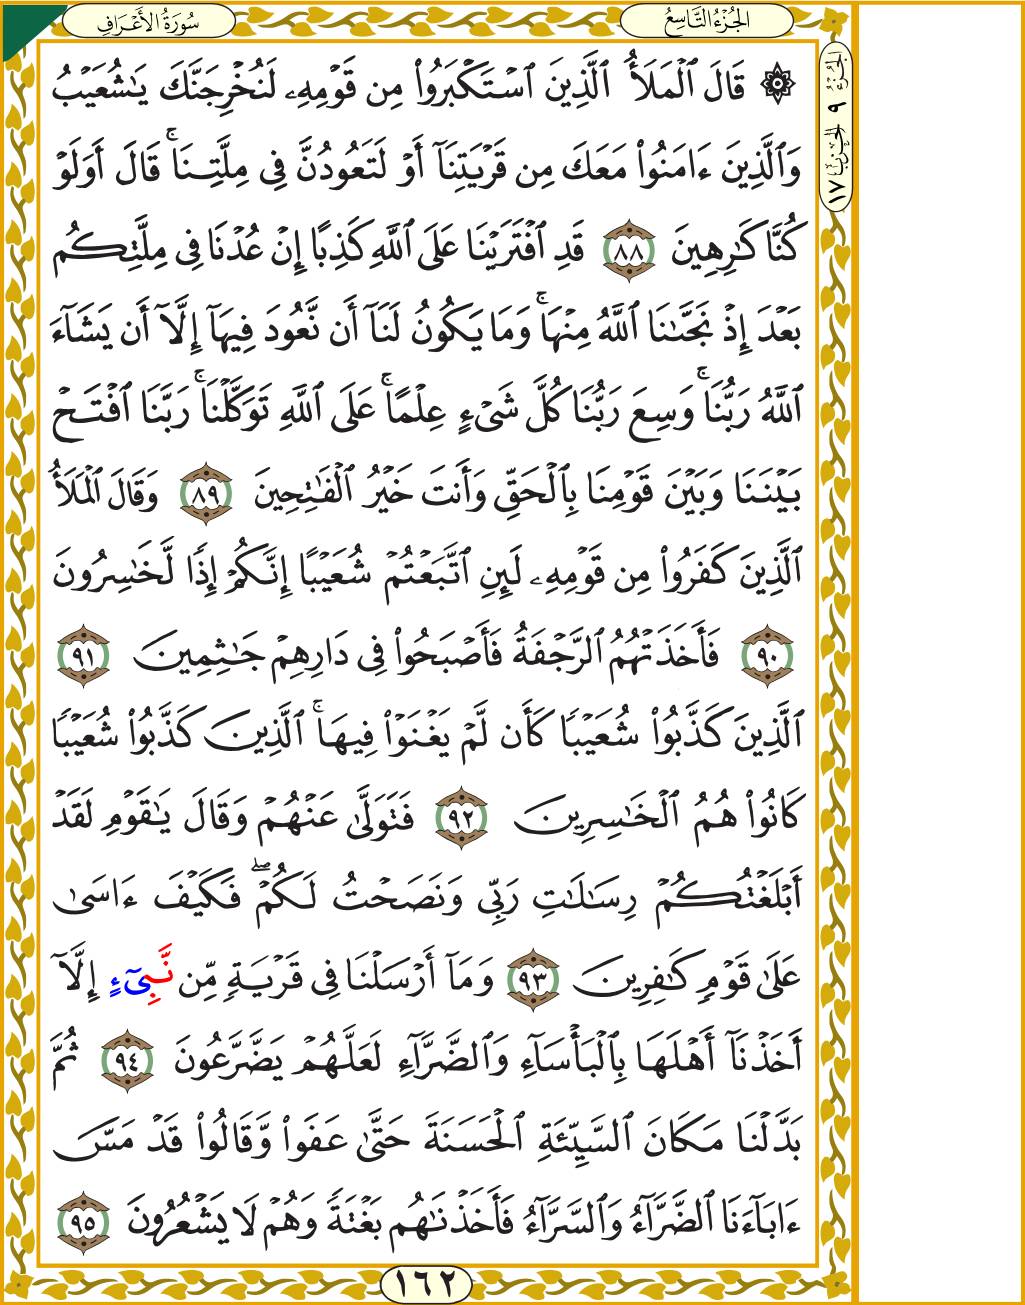 سُورَةُ الأَعْرَافِ
الجُزْءُ التَّاسِعُ
الجُزْءُ ٩ الحِزْبُ ١٧
۞ قَالَ ٱلْمَلَأُ ٱلَّذِينَ ٱسْتَكْبَرُوا۟ مِن قَوْمِهِۦ لَنُخْرِجَنَّكَ يَـٰشُعَيْبُ
وَٱلَّذِينَ ءَامَنُوا۟ مَعَكَ مِن قَرْيَتِنَآ أَوْ لَتَعُودُنَّ فِى مِلَّتِنَا ۚ قَالَ أَوَلَوْ
كُنَّا كَـٰرِهِينَ ٨٨ قَدِ ٱفْتَرَيْنَا عَلَى ٱللَّهِ كَذِبًا إِنْ عُدْنَا فِى مِلَّتِكُم
بَعْدَ إِذْ نَجَّىٰنَا ٱللَّهُ مِنْهَا ۚ وَمَا يَكُونُ لَنَآ أَن نَّعُودَ فِيهَآ إِلَّآ أَن يَشَآءَ
ٱللَّهُ رَبُّنَا ۚ وَسِعَ رَبُّنَا كُلَّ شَىْءٍ عِلْمًا ۚ عَلَى ٱللَّهِ تَوَكَّلْنَا ۚ رَبَّنَا ٱفْتَحْ
بَيْنَنَا وَبَيْنَ قَوْمِنَا بِٱلْحَقِّ وَأَنتَ خَيْرُ ٱلْفَـٰتِحِينَ ٨٩ وَقَالَ ٱلْمَلَأُ
ٱلَّذِينَ كَفَرُوا۟ مِن قَوْمِهِۦ لَئِنِ ٱتَّبَعْتُمْ شُعَيْبًا إِنَّكُمْ إِذًا لَّخَـٰسِرُونَ
٩٠ فَأَخَذَتْهُمُ ٱلرَّجْفَةُ فَأَصْبَحُوا۟ فِى دَارِهِمْ جَـٰثِمِينَ ٩١
ٱلَّذِينَ كَذَّبُوا۟ شُعَيْبًا كَأَن لَّمْ يَغْنَوْا۟ فِيهَا ۚ ٱلَّذِينَ كَذَّبُوا۟ شُعَيْبًا
كَانُوا۟ هُمُ ٱلْخَـٰسِرِينَ ٩٢ فَتَوَلَّىٰ عَنْهُمْ وَقَالَ يَـٰقَوْمِ لَقَدْ
أَبْلَغْتُكُمْ رِسَـٰلَـٰتِ رَبِّى وَنَصَحْتُ لَكُمْ ۖ فَكَيْفَ ءَاسَىٰ
عَلَىٰ قَوْمٍ كَـٰفِرِينَ ٩٣ وَمَآ أَرْسَلْنَا فِى قَرْيَةٍ مِّن نَّبِىٓءٍ إِلَّآ
أَخَذْنَآ أَهْلَهَا بِٱلْبَأْسَآءِ وَٱلضَّرَّآءِ لَعَلَّهُمْ يَضَّرَّعُونَ ٩٤ ثُمَّ
بَدَّلْنَا مَكَانَ ٱلسَّيِّئَةِ ٱلْحَسَنَةَ حَتَّىٰ عَفَوا۟ وَّقَالُوا۟ قَدْ مَسَّ
ءَابَآءَنَا ٱلضَّرَّآءُ وَٱلسَّرَّآءُ فَأَخَذْنَـٰهُم بَغْتَةً وَهُمْ لَا يَشْعُرُونَ ٩٥
١٦٢